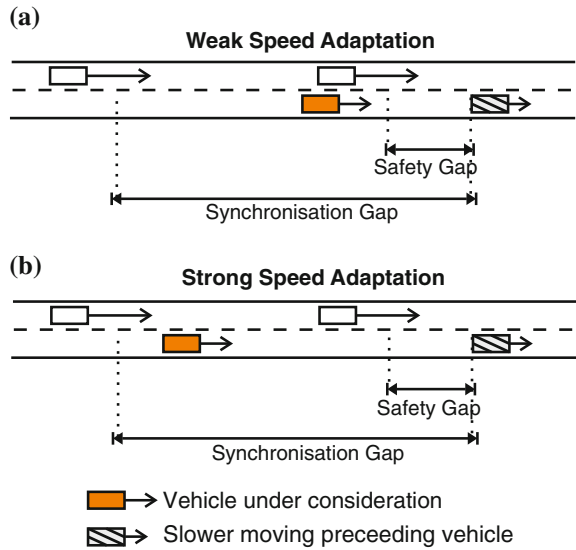 (a)
Weak Speed Adaptation
Safety Gap
Synchronisation Gap
(b)
Strong Speed Adaptation
Safety Gap
Synchronisation Gap
Vehicle under consideration
Slower moving preceeding vehicle